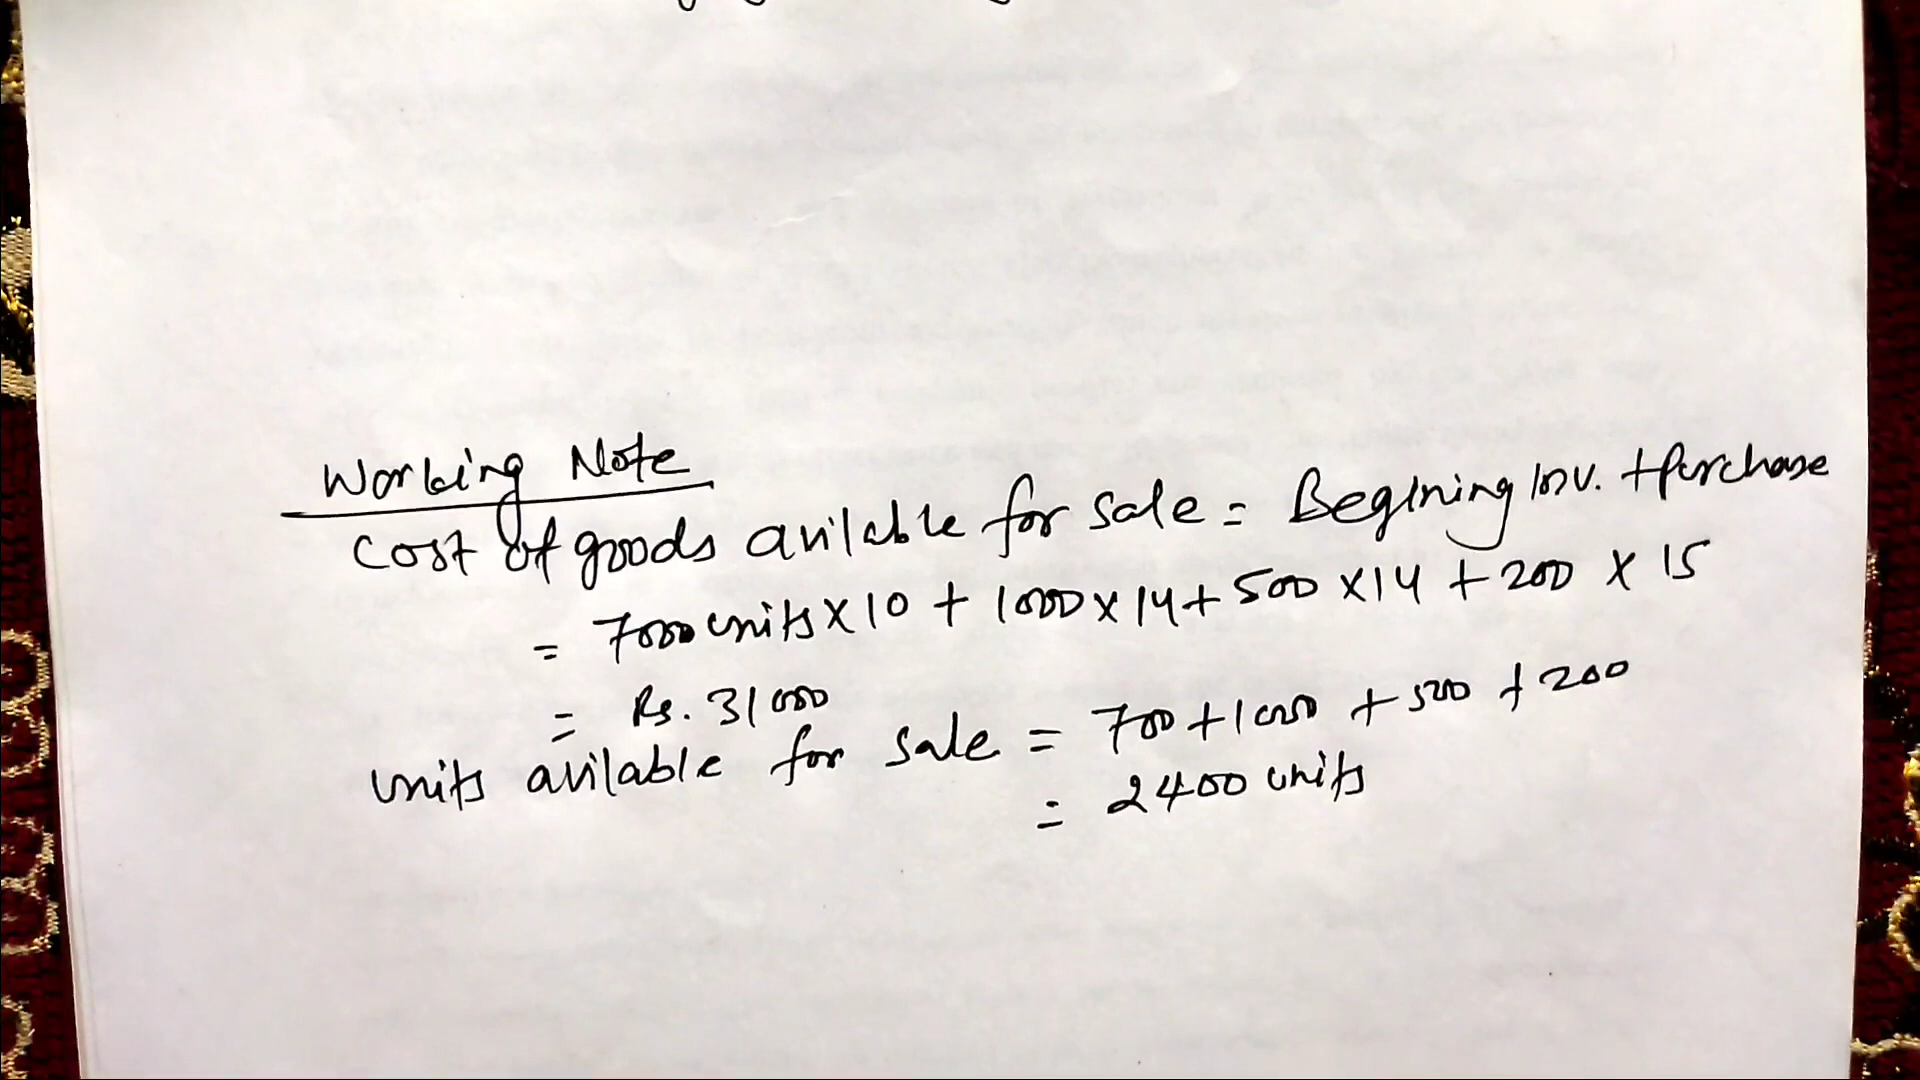 Working Note
Cost of goods avilable for sale = Begining Inv. + Purchase
= 7000 units X 10 + 1000 X 14 + 500 X 14 + 200 X 15
= Rs. 31000
units avilable for sale = 700 + 1000 + 500 + 200
= 2400 units